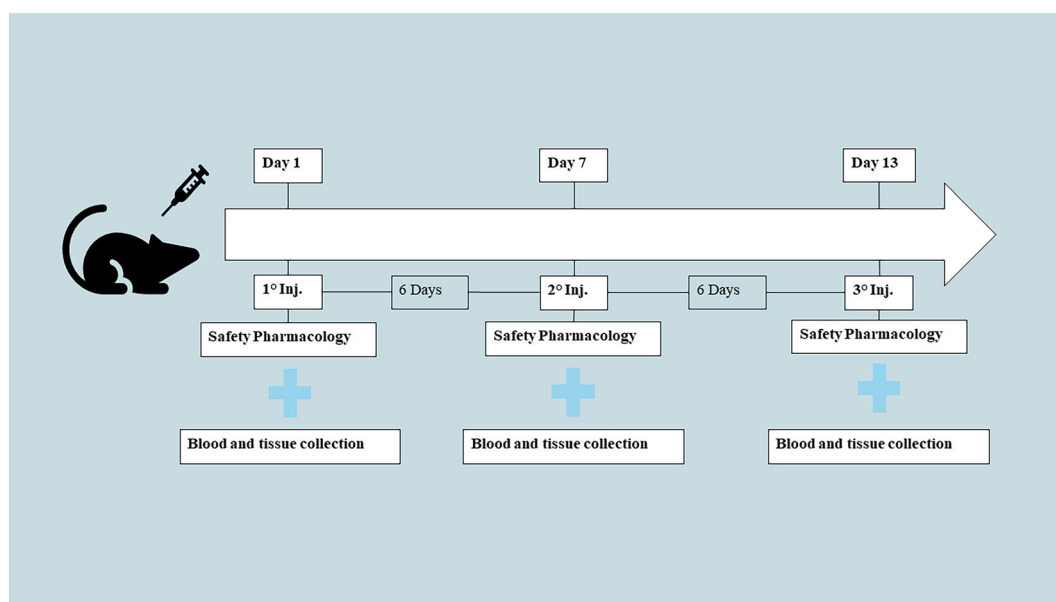 Day 1
Day 7
Day 13
1° Inj.
6 Days
2° Inj.
6 Days
3° Inj.
Safety Pharmacology
Safety Pharmacology
Safety Pharmacology
Blood and tissue collection
Blood and tissue collection
Blood and tissue collection